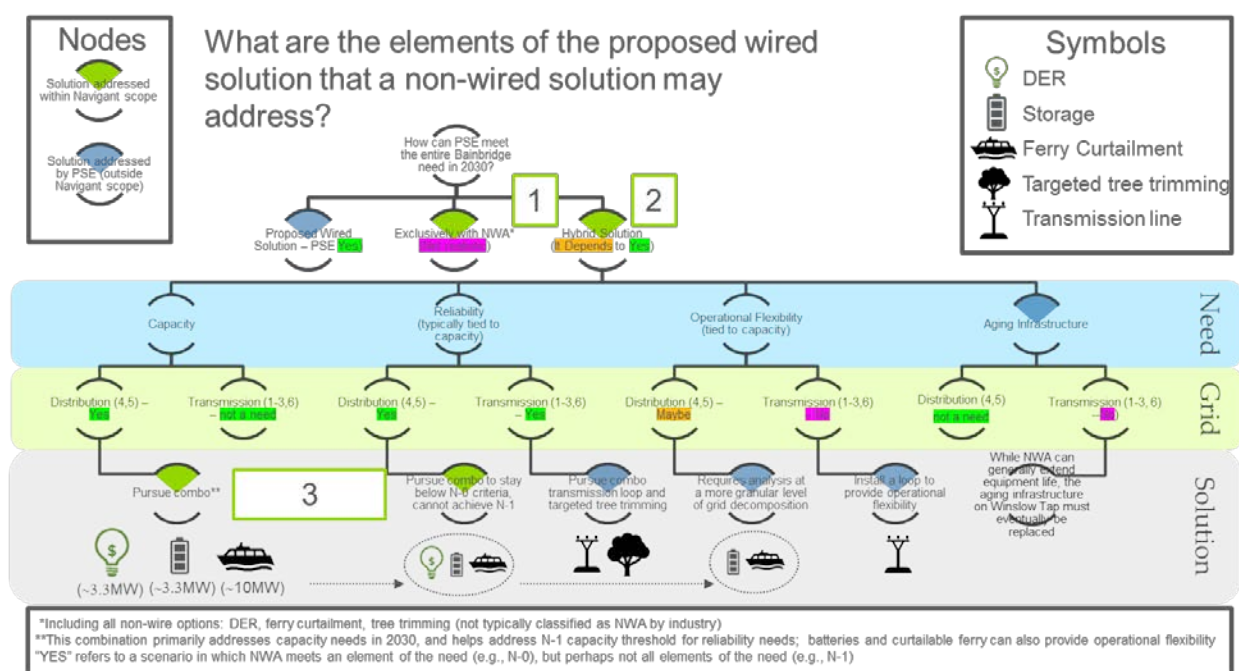 Nodes
Solution addressed
within Navigant scope
Solution addressed
by PSE (outside
Navigant scope)
What are the elements of the proposed wired
solution that a non-wired solution may
address?
Symbols
DER
Storage
Ferry Curtailment
Targeted tree trimming
Transmission line
How can PSE meet
the entire Bainbridge
need in 2030?
1
2
Proposed Wired
Solution – PSE Yes)
Exclusively with NWA*
(Not realistic)
Hybrid Solution
(It Depends to Yes)
Need
Capacity
Reliability
(typically tied to
capacity)
Operational Flexibility
(tied to capacity)
Aging Infrastructure
Grid
Distribution (4,5) –
Yes
Transmission (1-3,6)
– not a need
Distribution (4,5) –
Yes
Transmission (1-3,6)
– Yes
Distribution (4,5) –
Maybe
Transmission (1-3,6)
Distribution (4,5)
not a need
Transmission (1-3, 6)
Solution
Pursue combo**
3
Pursue combo to stay
below N-0 criteria,
cannot achieve N-1
Pursue combo
transmission loop and
targeted tree trimming
Requires analysis at
a more granular level
of grid decomposition
Install a loop to
provide operational
flexibility
While NWA can
generally extend
equipment life, the
aging infrastructure
on Winslow Tap must
eventually be
replaced
(~3.3MW) (~3.3MW) (~10MW)
*Including all non-wire options: DER, ferry curtailment, tree trimming (not typically classified as NWA by industry)
**This combination primarily addresses capacity needs in 2030, and helps address N-1 capacity threshold for reliability needs; batteries and curtailable ferry can also provide operational flexibility
"YES" refers to a scenario in which NWA meets an element of the need (e.g., N-0), but perhaps not all elements of the need (e.g., N-1)